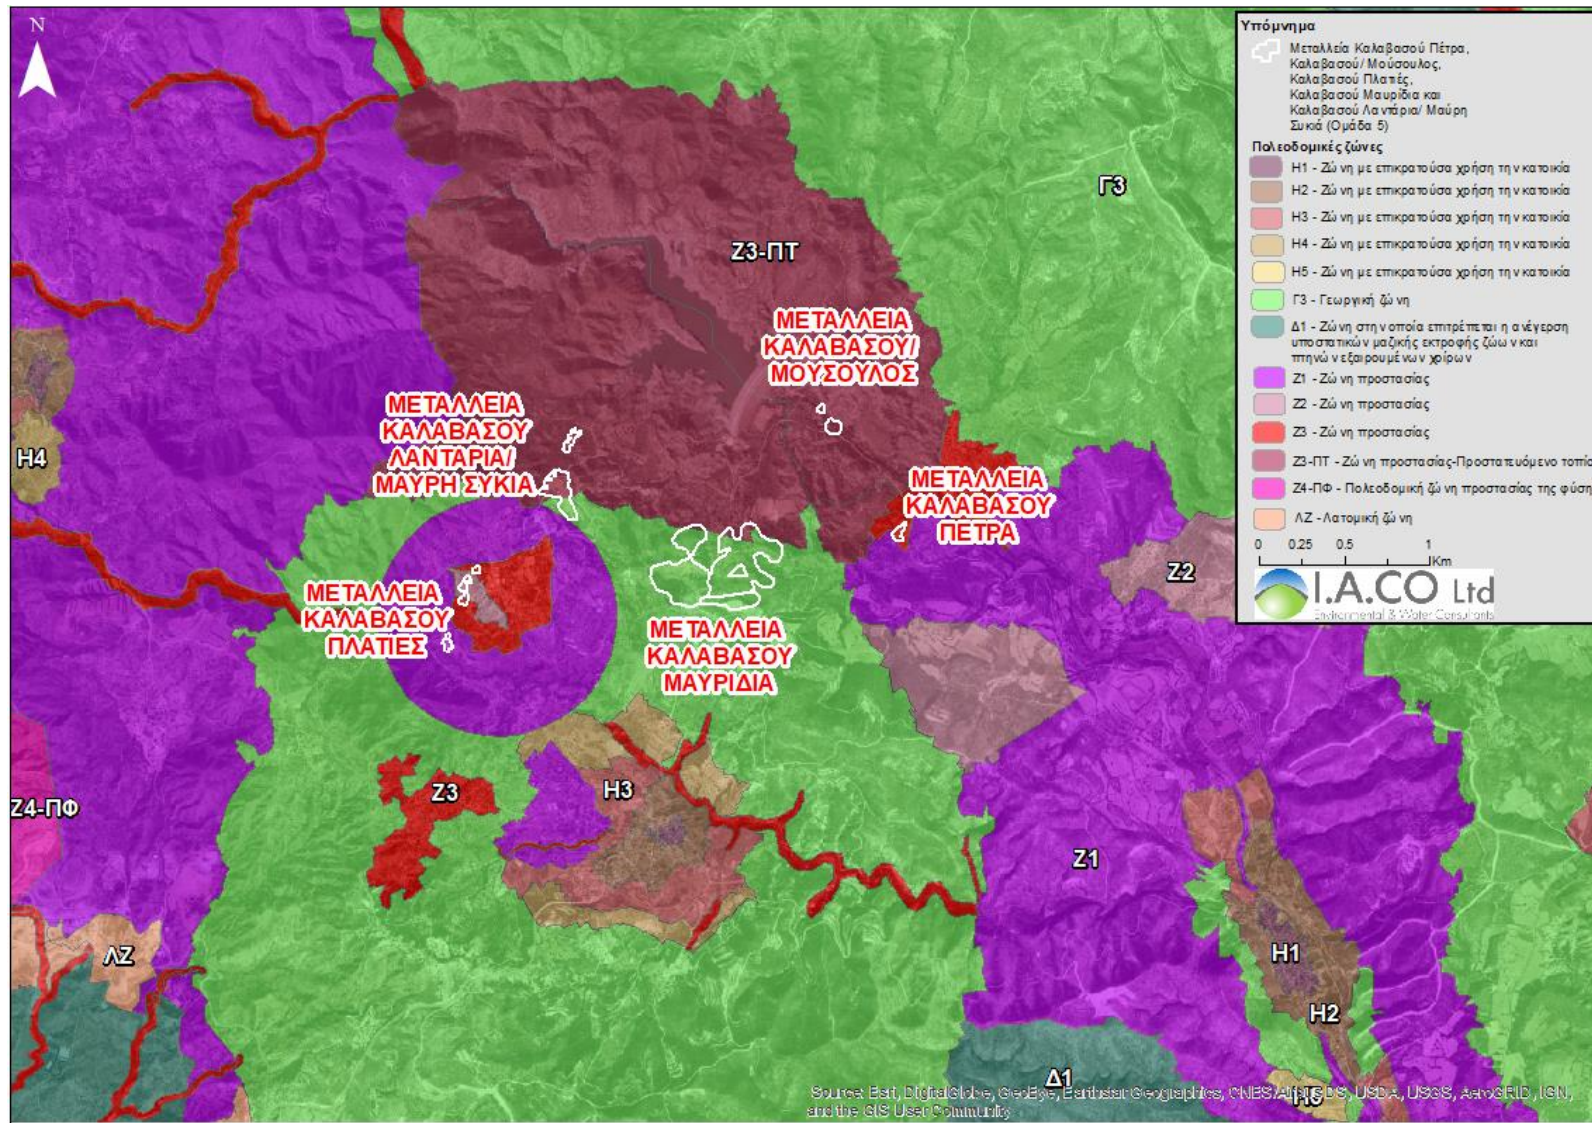 N
Γ3
Ζ3-ΠΤ
ΜΕΤΑΛΛΕΙΑ
ΚΑΛΑΒΑΣΟΥ/
ΜΟΥΣΟΥΛΟΣ
ΜΕΤΑΛΛΕΙΑ
ΚΑΛΑΒΑΣΟΥ
ΛΑΝΤΑΡΙΑ/
ΜΑΥΡΗ ΣΥΚΙΑ
Η4
ΜΕΤΑΛΛΕΙΑ
ΚΑΛΑΒΑΣΟΥ
ΠΕΤΡΑ
Ζ2
ΜΕΤΑΛΛΕΙΑ
ΚΑΛΑΒΑΣΟΥ
ΠΛΑΤΙΕΣ
ΜΕΤΑΛΛΕΙΑ
ΚΑΛΑΒΑΣΟΥ
ΜΑΥΡΙΔΙΑ
Ζ3
Η3
Ζ4-ΠΦ
Ζ1
ΛΖ
Η1
Η2
Δ1
Η5
Υπόμνημα
Μεταλλεία Καλαβασού Πέτρα,
Καλαβασού/ Μούσουλος,
Καλαβασού Πλατιές,
Καλαβασού Μαυρίδια και
Καλαβασού Λαντάρια/ Μαύρη
Συκιά (Ομάδα 5)
Πολεοδομικές ζώνες
Η1 - Ζώνη με επικρατούσα χρήση την κατοικία
Η2 - Ζώνη με επικρατούσα χρήση την κατοικία
Η3 - Ζώνη με επικρατούσα χρήση την κατοικία
Η4 - Ζώνη με επικρατούσα χρήση την κατοικία
Η5 - Ζώνη με επικρατούσα χρήση την κατοικία
Γ3 - Γεωργική ζώνη
Δ1 - Ζώνη στην οποία επιτρέπεται η ανέγερση
υποστατικών μαζικής εκτροφής ζώων και
πτηνών εξαιρουμένων χοίρων
Ζ1 - Ζώνη προστασίας
Ζ2 - Ζώνη προστασίας
Ζ3 - Ζώνη προστασίας
Ζ3-ΠΤ - Ζώνη προστασίας-Προστατευόμενο τοπίο
Ζ4-ΠΦ - Πολεοδομική ζώνη προστασίας της φύση
ΛΖ - Λατομική ζώνη
0 0.25 0.5 1
Km
I.A.CO Ltd
Environmental & Water Consultants
Source: Esri, DigitalGlobe, GeoEye, Earthstar Geographics, CNES/Airbus DS, USDA, USGS, AeroGRID, IGN,
and the GIS User Community